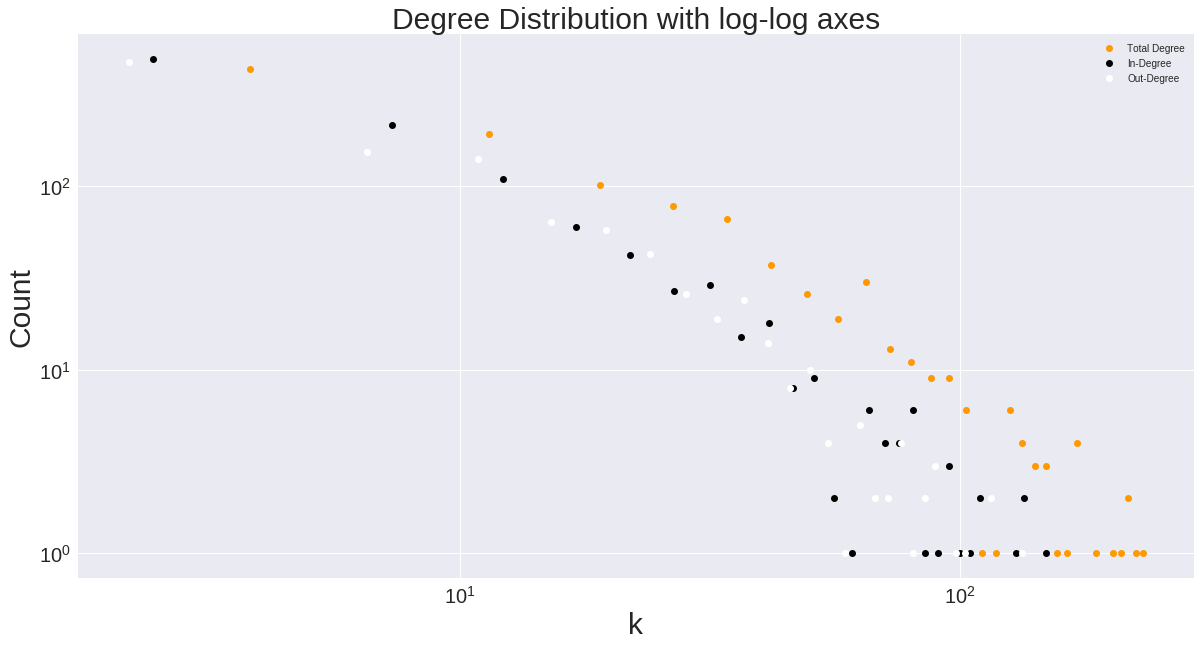 Degree Distribution with log-log axes
Total Degree
In-Degree
Out-Degree
Count
10²
10¹
10⁰
10¹
10²
k